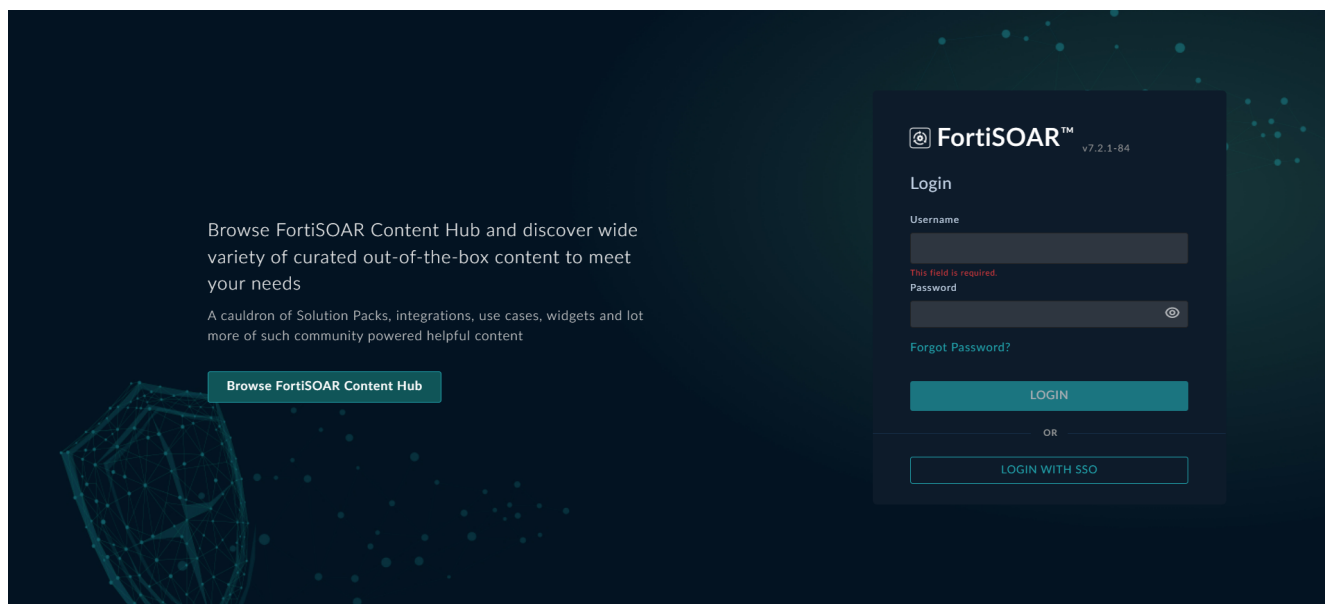 Browse FortiSOAR Content Hub and discover wide
variety of curated out-of-the-box content to meet
your needs
A cauldron of Solution Packs, integrations, use cases, widgets and lot
more of such community powered helpful content
Browse FortiSOAR Content Hub
FortiSOAR™ v7.2.1-84
Login
Username
This field is required.
Password
Forgot Password?
LOGIN
OR
LOGIN WITH SSO